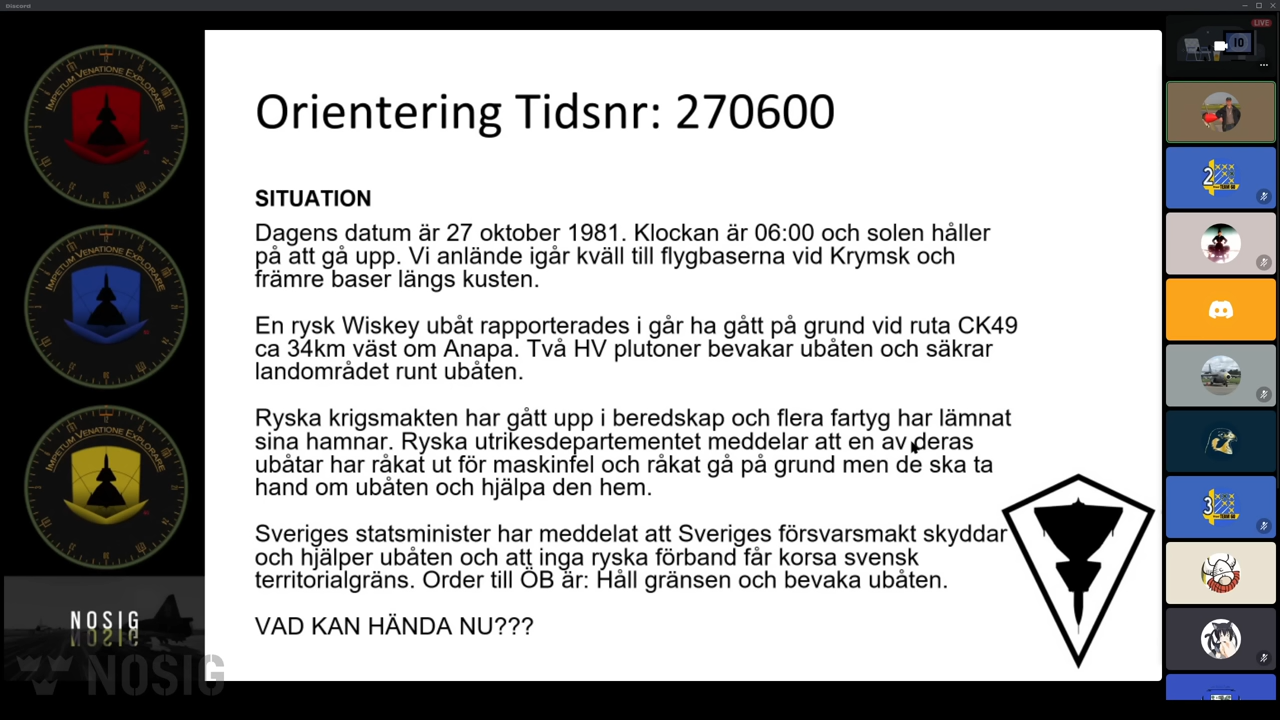 Discord
IMPETUM VENATIONE EXPLORARE
IMPETUM VENATIONE EXPLORARE
IMPETUM VENATIONE EXPLORARE
NOSIG
NOSIG
Orientering Tidsnr: 270600
SITUATION
Dagens datum är 27 oktober 1981. Klockan är 06:00 och solen håller
på att gå upp. Vi anlände igår kväll till flygbaserna vid Krymsk och
främre baser längs kusten.
En rysk Wiskey ubåt rapporterades i går ha gått på grund vid ruta CK49
ca 34km väst om Anapa. Två HV plutoner bevakar ubåten och säkrar
landområdet runt ubåten.
Ryska krigsmakten har gått upp i beredskap och flera fartyg har lämnat
sina hamnar. Ryska utrikesdepartementet meddelar att en av deras
ubåtar har råkat ut för maskinfel och råkat gå på grund men de ska ta
hand om ubåten och hjälpa den hem.
Sveriges statsminister har meddelat att Sveriges försvarsmakt skyddar
och hjälper ubåten och att inga ryska förband får korsa svensk
territorialgräns. Order till ÖB är: Håll gränsen och bevaka ubåten.
VAD KAN HÄNDA NU???
LIVE
10
2
3